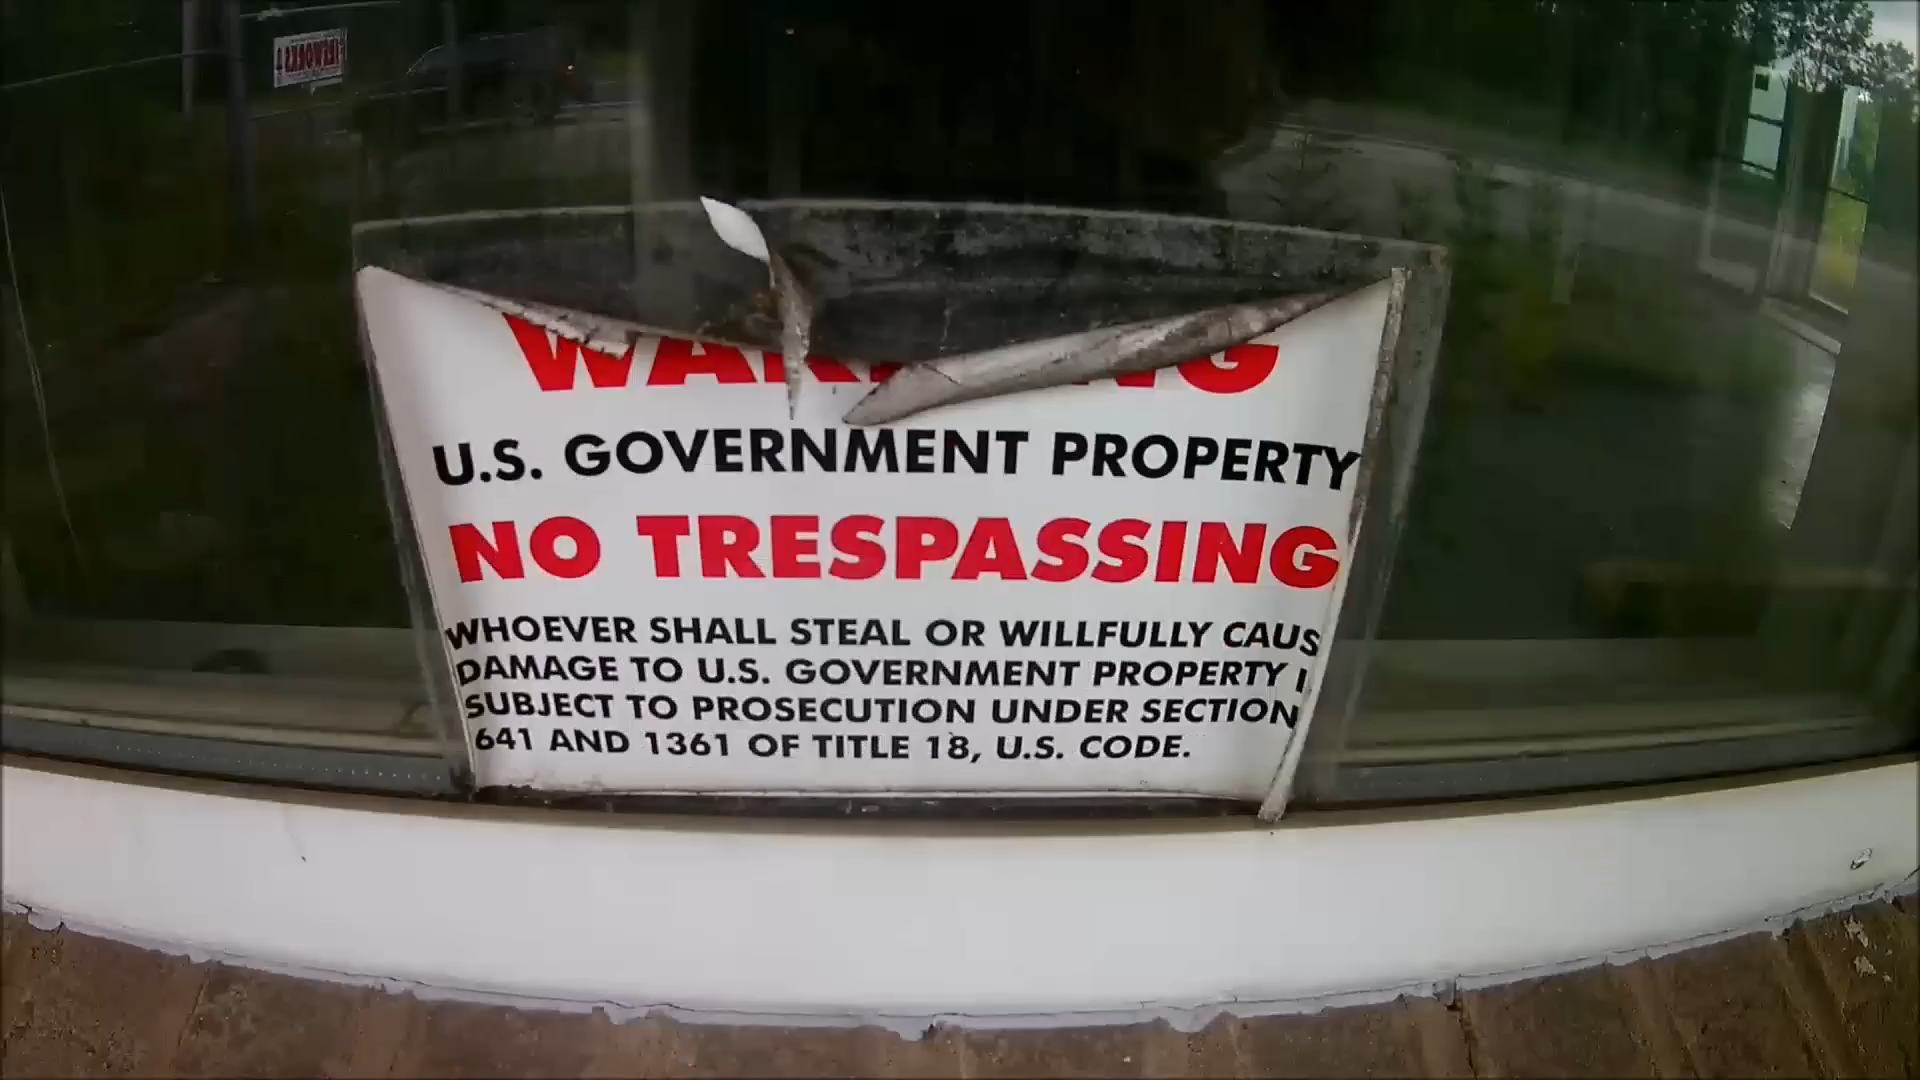 WARNING
U.S. GOVERNMENT PROPERTY
NO TRESPASSING
WHOEVER SHALL STEAL OR WILLFULLY CAUS
DAMAGE TO U.S. GOVERNMENT PROPERTY I
SUBJECT TO PROSECUTION UNDER SECTION
641 AND 1361 OF TITLE 18, U.S. CODE.